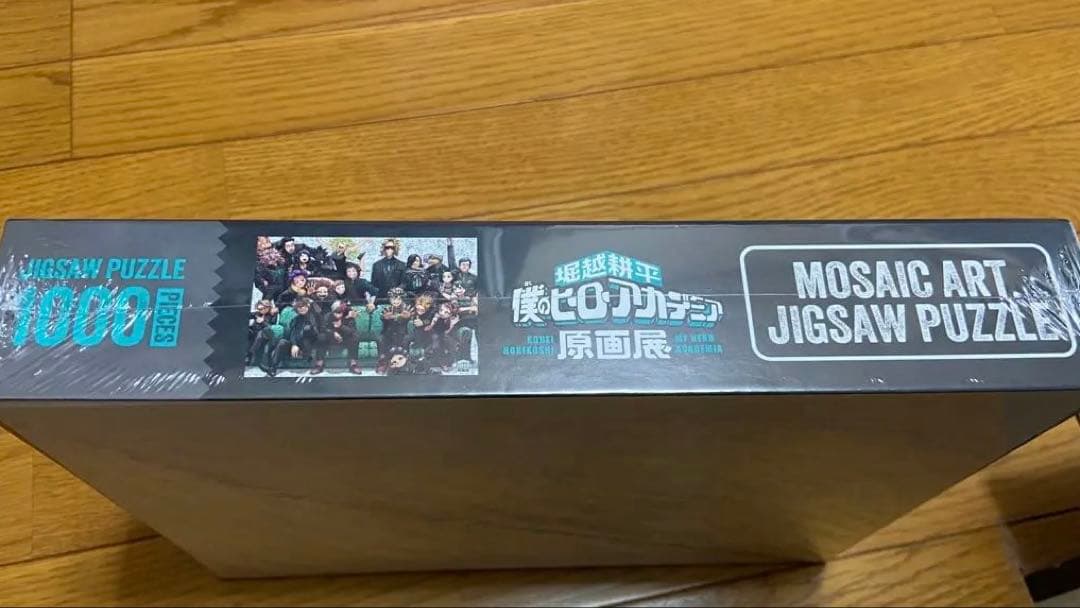 JIGSAW PUZZLE
1000 PIECES
堀越耕平
僕のヒーローアカデミア
KOHEI HORIKOSHI
原画展
MY HERO ACADEMIA
MOSAIC ART
JIGSAW PUZZLE